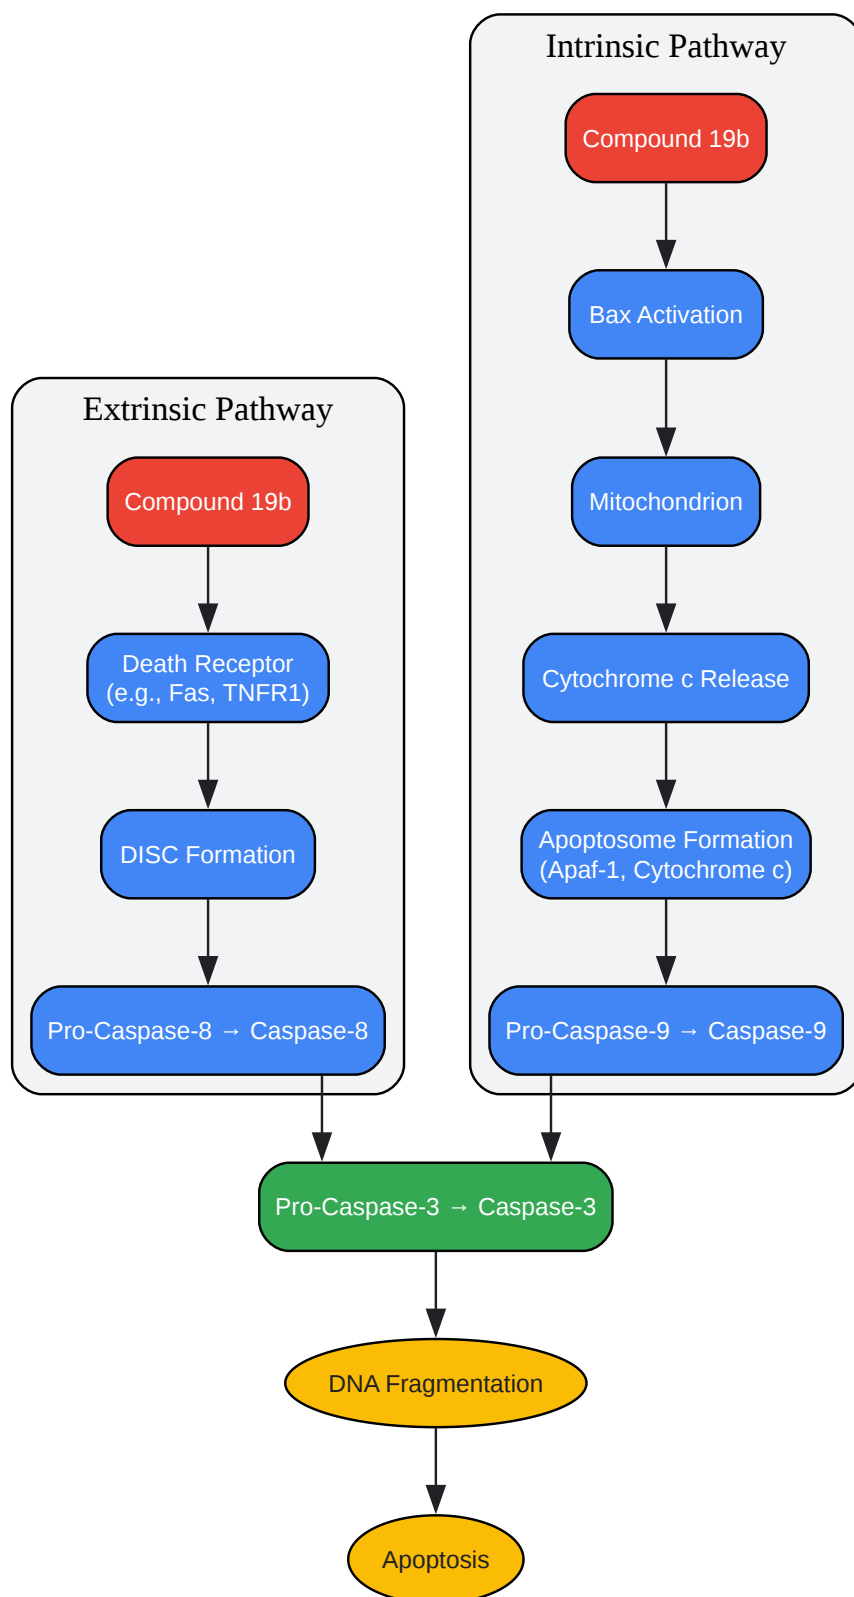 Intrinsic Pathway
Compound 19b
Bax Activation
Mitochondrion
Cytochrome c Release
Apoptosome Formation
(Apaf-1, Cytochrome c)
Pro-Caspase-9 → Caspase-9
Extrinsic Pathway
Compound 19b
Death Receptor
(e.g., Fas, TNFR1)
DISC Formation
Pro-Caspase-8 → Caspase-8
Pro-Caspase-3 → Caspase-3
DNA Fragmentation
Apoptosis